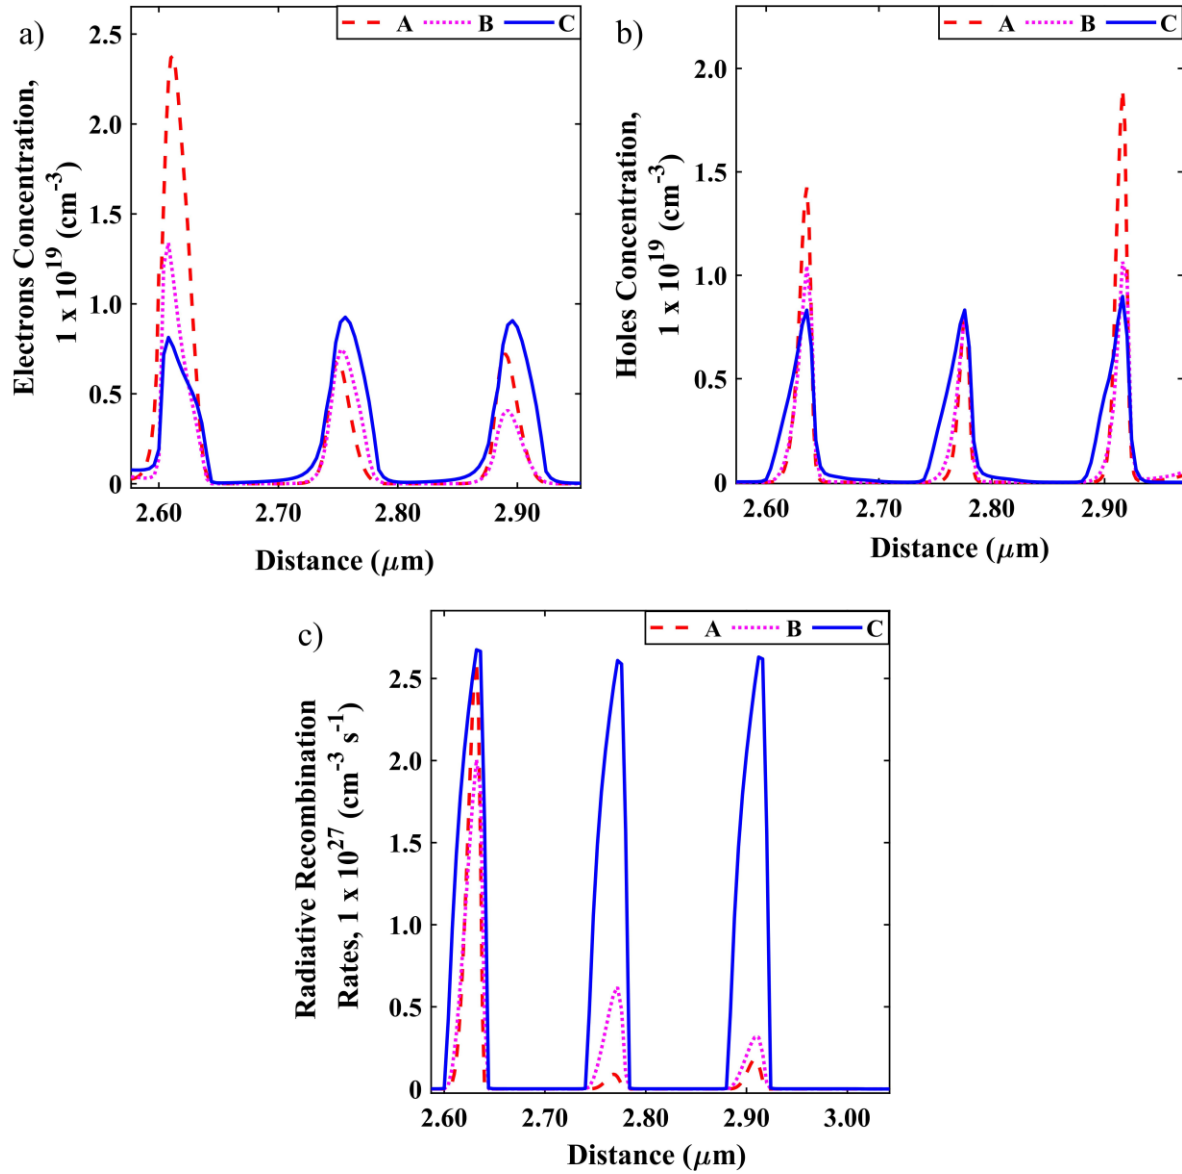 a)
A B C
Electrons Concentration,
1 x 10^19 (cm^-3)
2.5
2.0
1.5
1.0
0.5
0
2.60 2.70 2.80 2.90
Distance (μm)
b)
A B C
Holes Concentration,
1 x 10^19 (cm^-3)
2.0
1.5
1.0
0.5
0
2.60 2.70 2.80 2.90
Distance (μm)
c)
A B C
Radiative Recombination
Rates, 1 x 10^27 (cm^-3 s^-1)
2.5
2.0
1.5
1.0
0.5
0
2.60 2.70 2.80 2.90 3.00
Distance (μm)